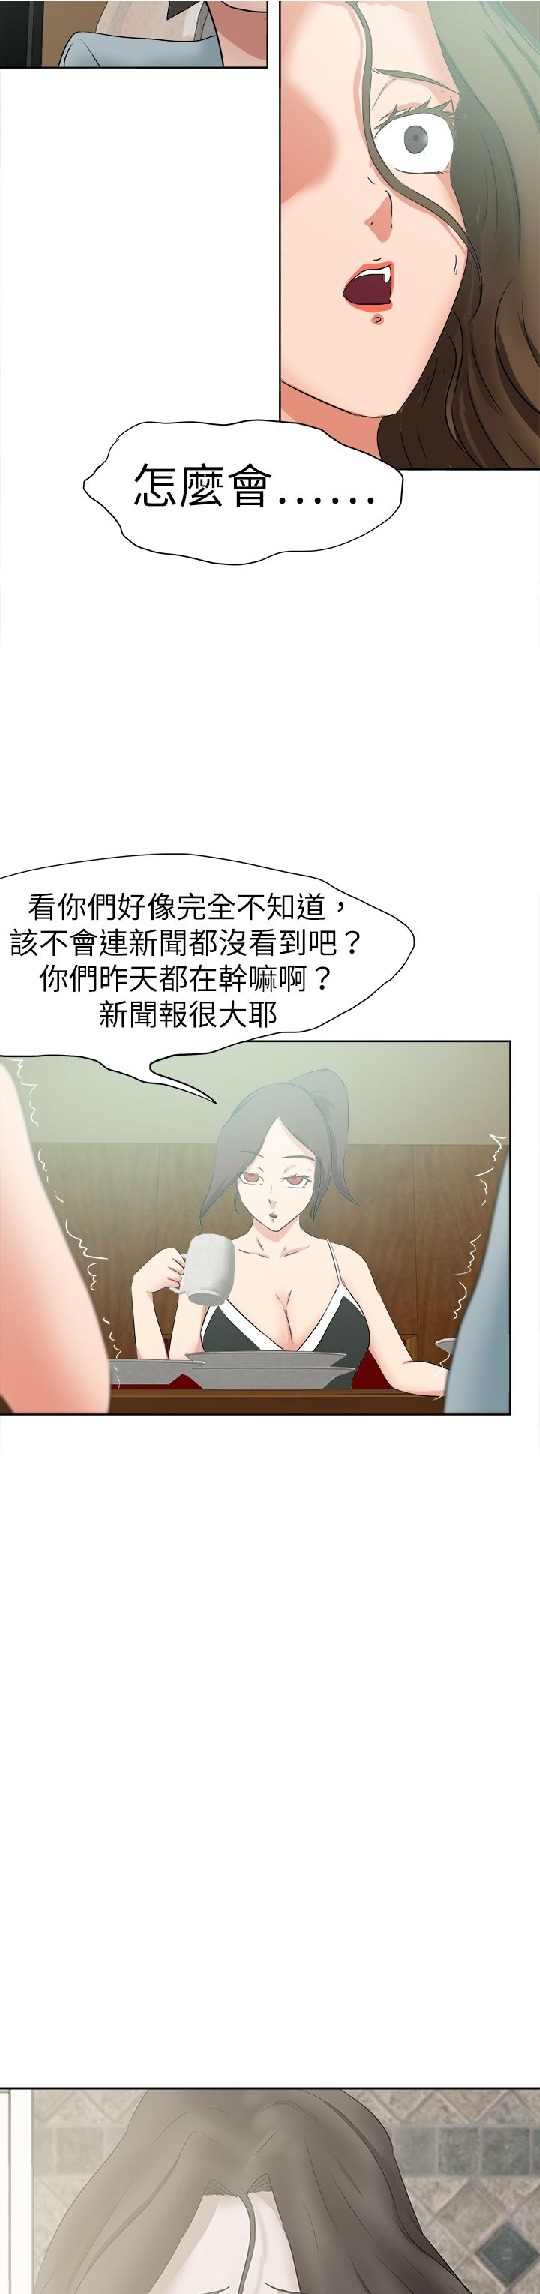 怎麼會......
看你們好像完全不知道，
該不會連新聞都沒看到吧？
你們昨天都在幹嘛啊？
新聞報很大耶